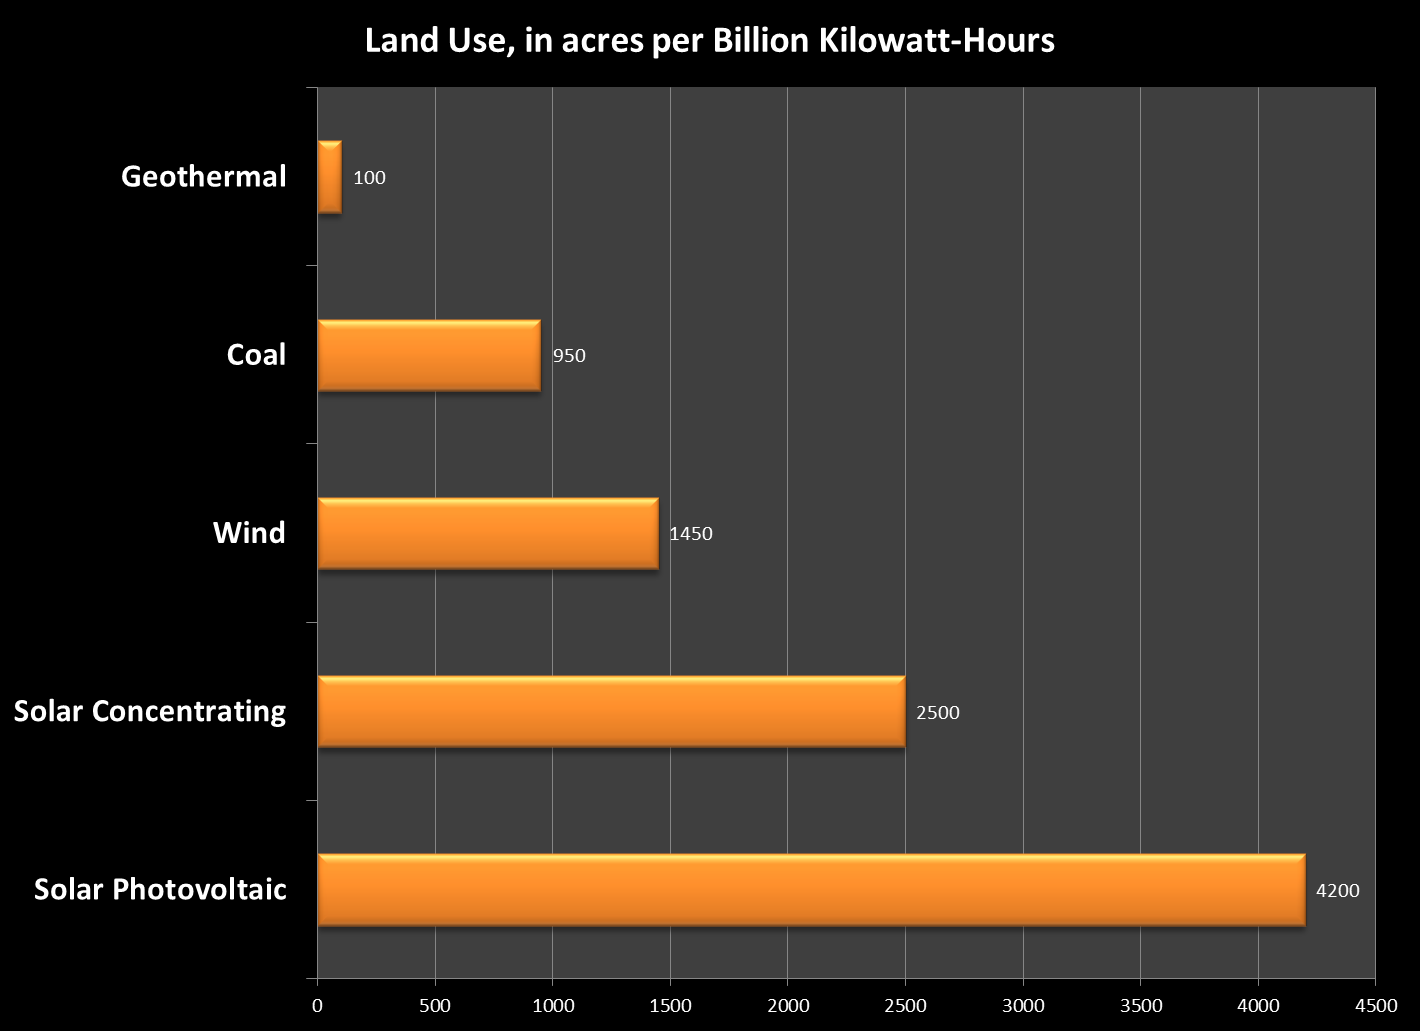 Land Use, in acres per Billion Kilowatt-Hours
Geothermal
100
Coal
950
Wind
1450
Solar Concentrating
2500
Solar Photovoltaic
4200
0 500 1000 1500 2000 2500 3000 3500 4000 4500